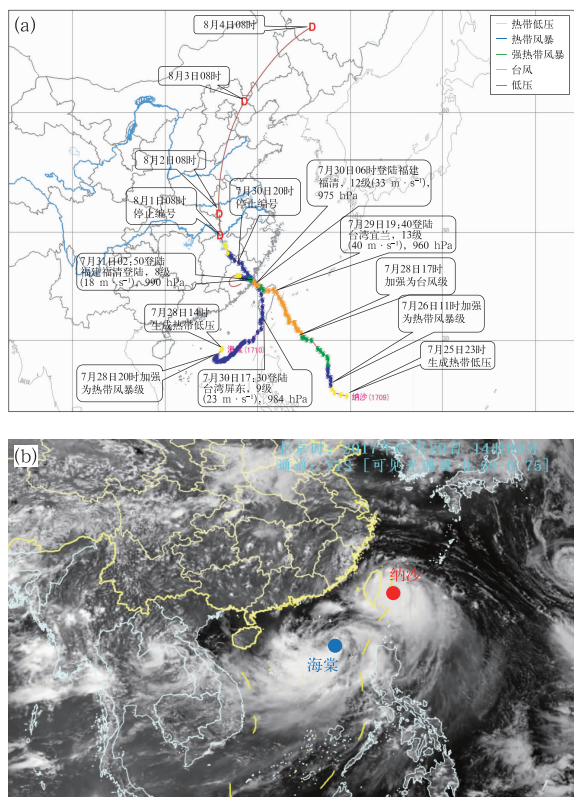 (a)
8月4日08时
D
热带低压
热带风暴
强热带风暴
台风
低压
8月3日08时
D
8月2日08时
D
8月1日08时
停止编号
D
7月30日20时
停止编号
7月30日06时登陆福建
福清，12级(33 m·s⁻¹)，
975 hPa
7月29日19:40登陆
台湾宜兰，13级
(40 m·s⁻¹)，960 hPa
7月31日02:50登陆
福建福清登陆，8级
(18 m·s⁻¹)，990 hPa
7月28日17时
加强为台风级
7月28日14时
生成热带低压
7月26日11时加强
为热带风暴级
(1710)
7月25日23时
生成热带低压
7月28日20时加强
为热带风暴级
7月30日17:30登陆
台湾屏东，9级
(23 m·s⁻¹)，984 hPa
纳沙(1709)
(b)
纳沙
海棠